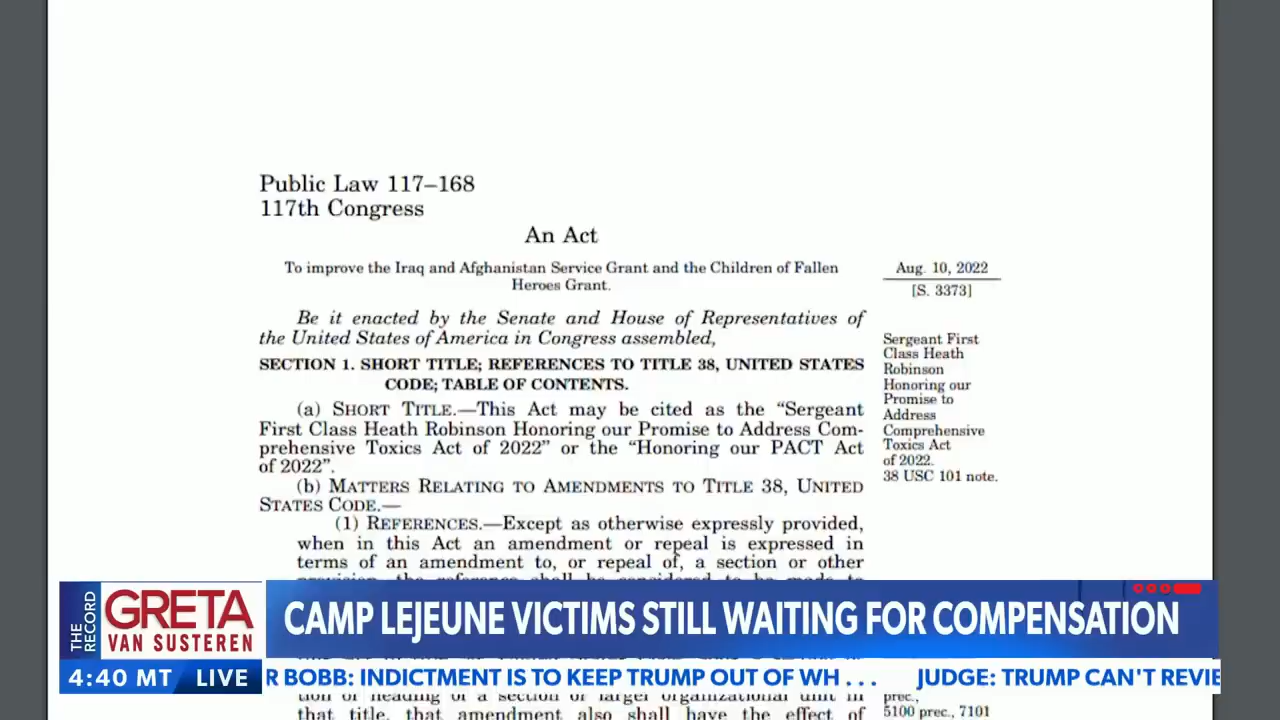 Public Law 117–168
117th Congress
An Act
To improve the Iraq and Afghanistan Service Grant and the Children of Fallen
Heroes Grant.
Aug. 10, 2022
[S. 3373]
Be it enacted by the Senate and House of Representatives of
the United States of America in Congress assembled,
SECTION 1. SHORT TITLE; REFERENCES TO TITLE 38, UNITED STATES
CODE; TABLE OF CONTENTS.
(a) SHORT TITLE.—This Act may be cited as the “Sergeant
First Class Heath Robinson Honoring our Promise to Address Com-
prehensive Toxics Act of 2022” or the “Honoring our PACT Act
of 2022”.
(b) MATTERS RELATING TO AMENDMENTS TO TITLE 38, UNITED
STATES CODE.—
(1) REFERENCES.—Except as otherwise expressly provided,
when in this Act an amendment or repeal is expressed in
terms of an amendment to, or repeal of, a section or other
Sergeant First
Class Heath
Robinson
Honoring our
Promise to
Address
Comprehensive
Toxics Act
of 2022.
38 USC 101 note.
THE RECORD
GRETA
VAN SUSTEREN
CAMP LEJEUNE VICTIMS STILL WAITING FOR COMPENSATION
4:40 MT LIVE
R BOBB: INDICTMENT IS TO KEEP TRUMP OUT OF WH . . . JUDGE: TRUMP CAN'T REVIE
tion or heading of a section or larger organizational unit in
that title, that amendment also shall have the effect of
prec.,
5100 prec., 7101